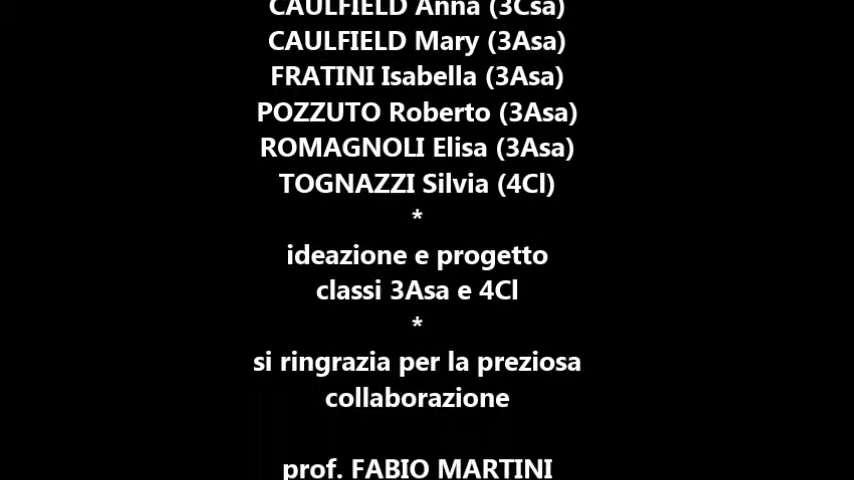 CAULFIELD Anna (3Csa)
CAULFIELD Mary (3Asa)
FRATINI Isabella (3Asa)
POZZUTO Roberto (3Asa)
ROMAGNOLI Elisa (3Asa)
TOGNAZZI Silvia (4Cl)
*
ideazione e progetto
classi 3Asa e 4Cl
*
si ringrazia per la preziosa
collaborazione
prof. FABIO MARTINI